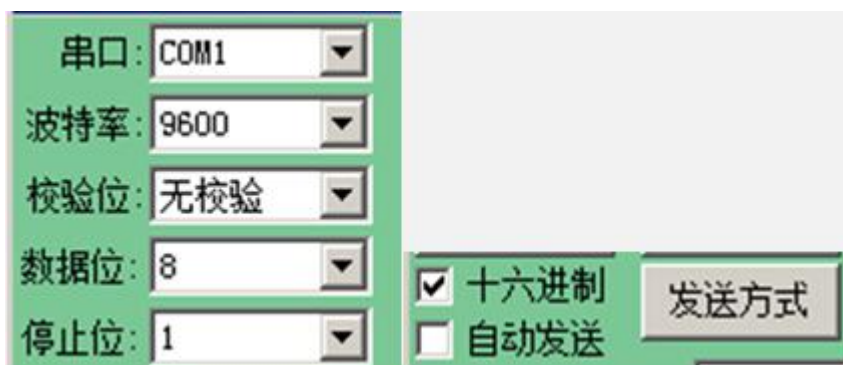 串口: COM1
波特率: 9600
校验位: 无校验
数据位: 8
停止位: 1
十六进制
自动发送
发送方式